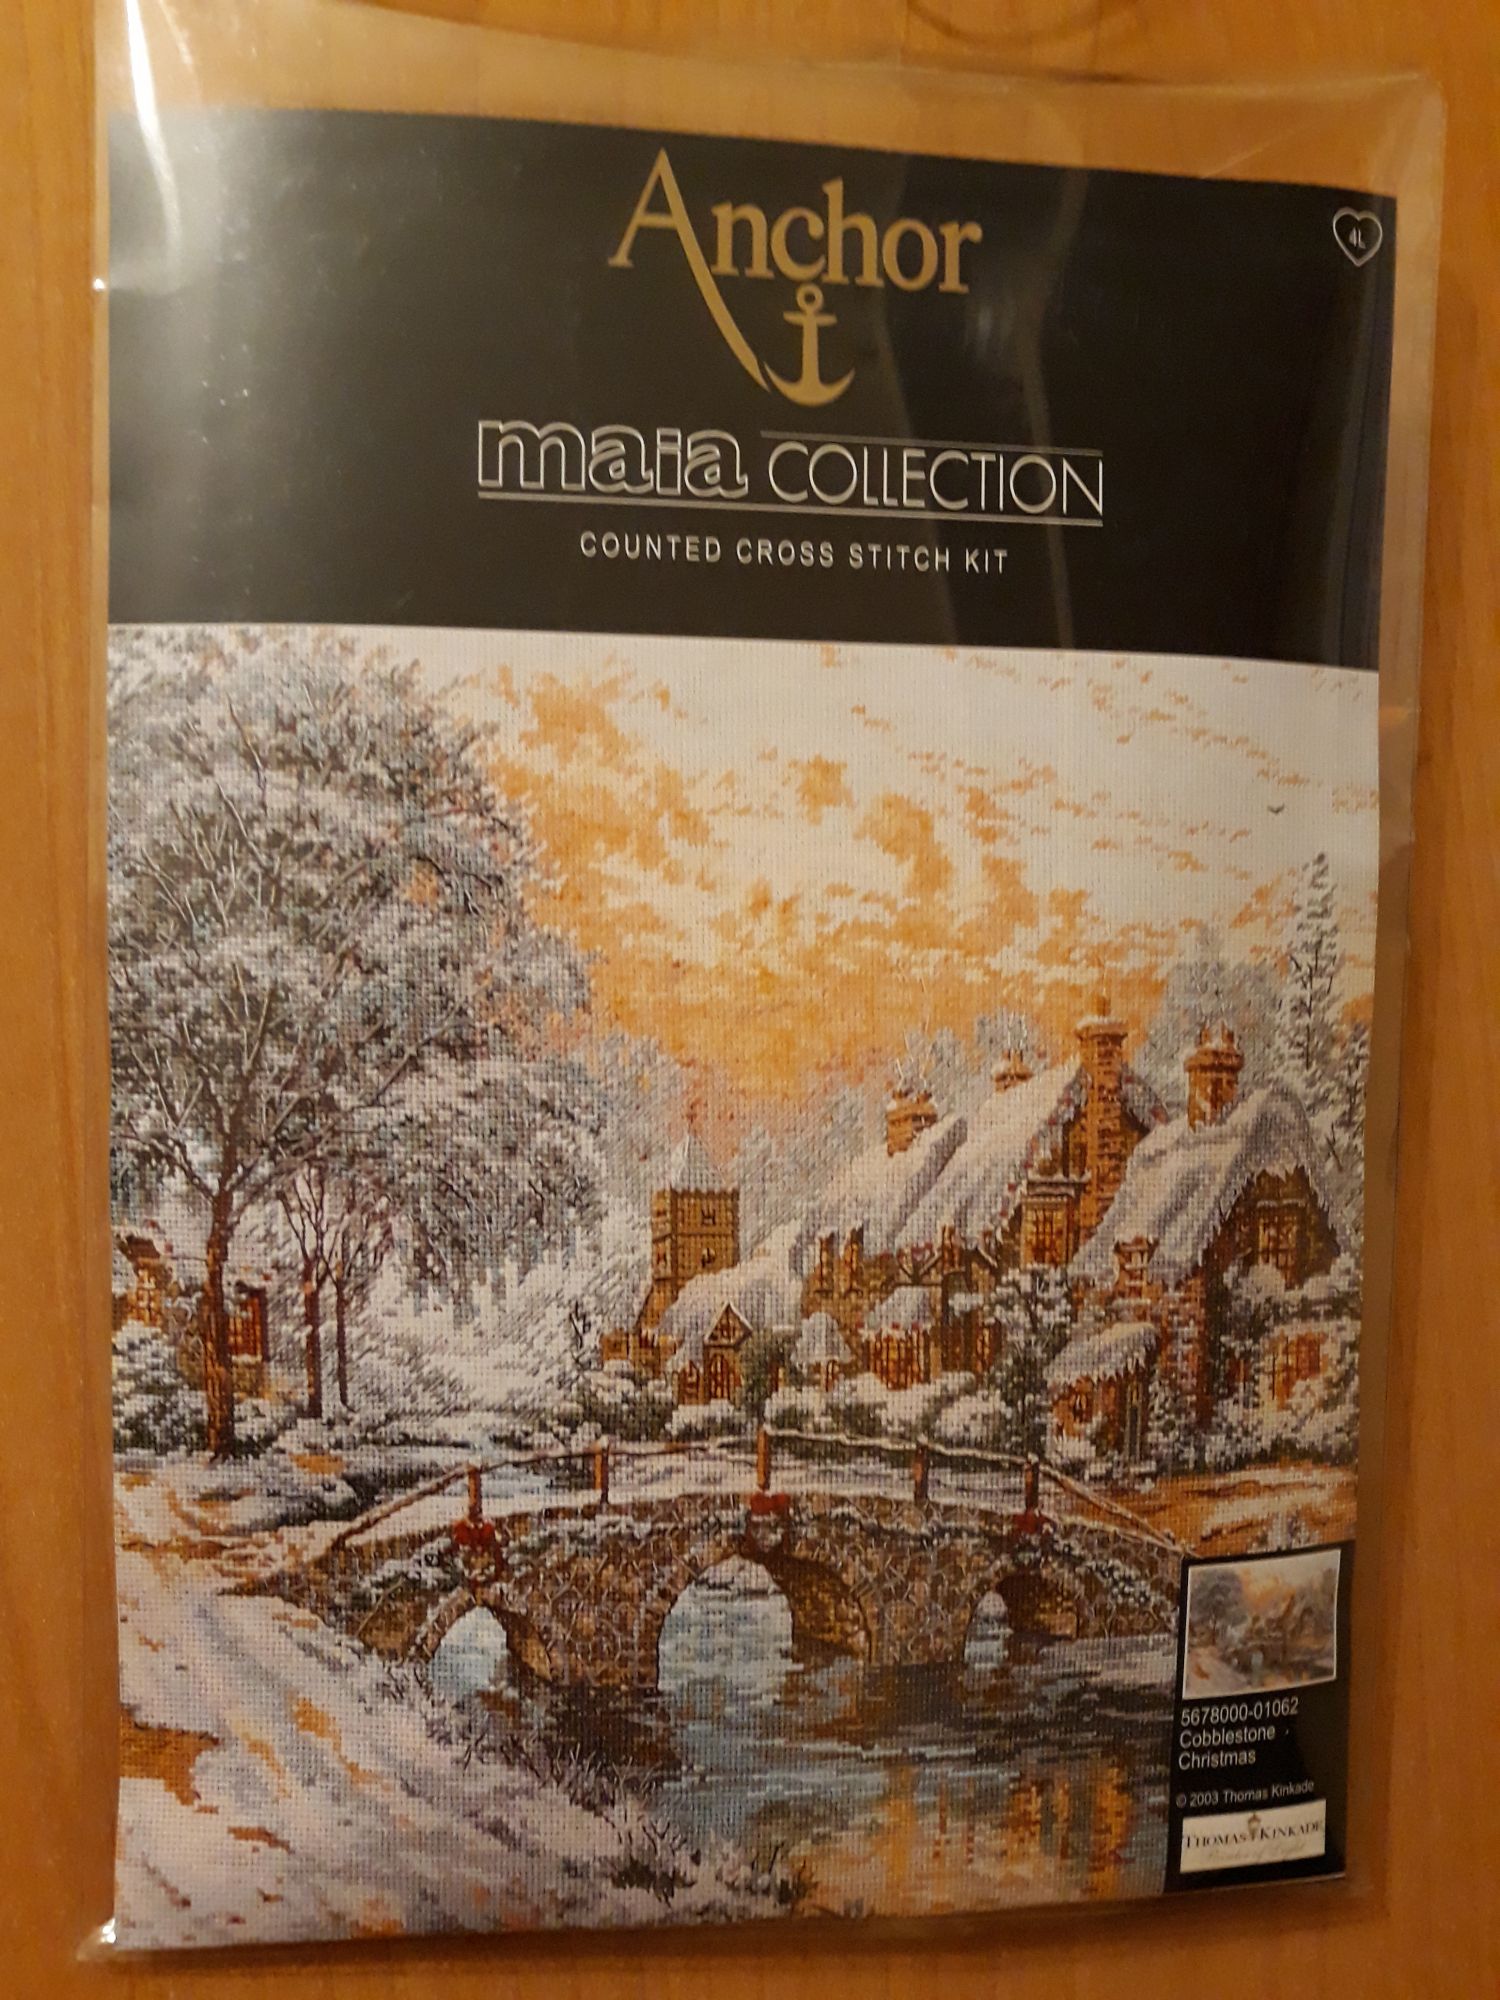 Anchor
4L
maia COLLECTION
COUNTED CROSS STITCH KIT
5678000-01062
Cobblestone
Christmas
© 2003 Thomas Kinkade
THOMAS KINKADE